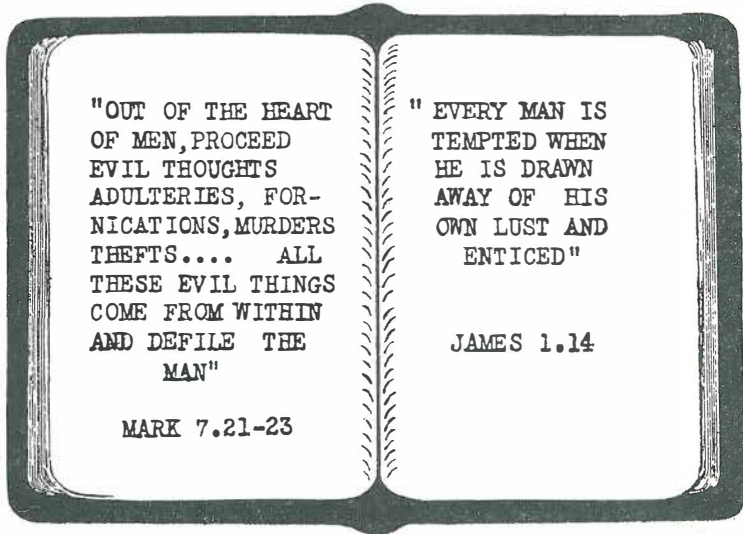 "OUT OF THE HEART
OF MEN,PROCEED
EVIL THOUGHTS
ADULTERIES, FOR-
NICATIONS,MURDERS
THEFTS.... ALL
THESE EVIL THINGS
COME FROM WITHIN
AND DEFILE THE
MAN"
MARK 7.21-23
" EVERY MAN IS
TEMPTED WHEN
HE IS DRAWN
AWAY OF HIS
OWN LUST AND
ENTICED"
JAMES 1.14